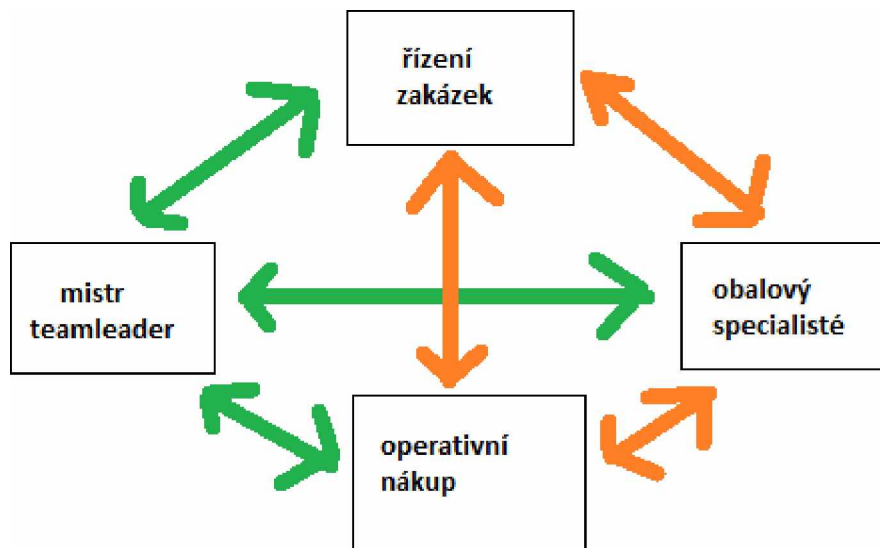 řízení
zakázek
mistr
teamleader
obalový
specialisté
operativní
nákup